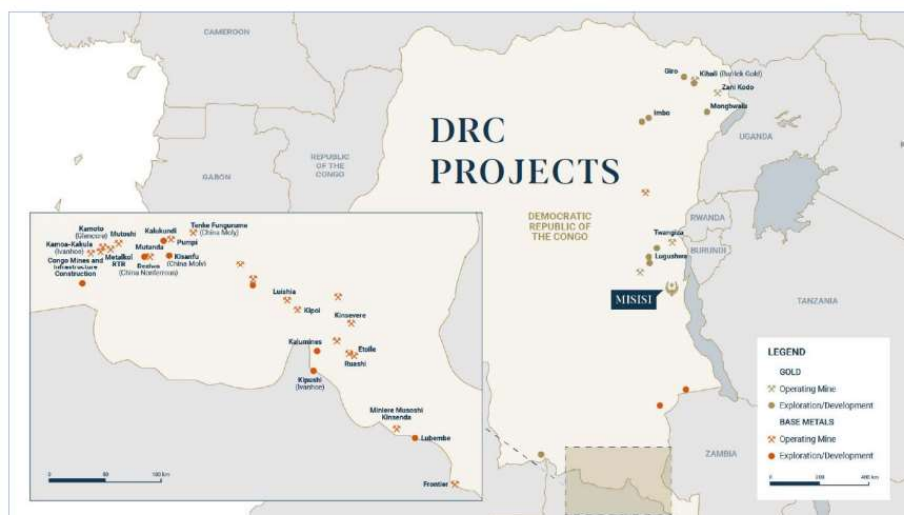 CAMEROON
Giro
Kibali (Barrick Gold)
Zani Kodo
Mongbwalu
Imbo
DRC
PROJECTS
UGANDA
REPUBLIC
OF THE
CONGO
GABON
DEMOCRATIC
REPUBLIC OF
THE CONGO
RWANDA
Twangiza
BURUNDI
Lugushwa
MISISI
TANZANIA
ZAMBIA
Kamoto
(Glencore)
Mutoshi
Kalukundi
Tenke Fungurume
(China Moly)
Kamoa-Kakula
(Ivanhoe)
Pumpi
Metalkol
RTR
Mutanda
Kisanfu
(China Moly)
Congo Mines and
Infrastructure
Construction
Deziwa
(China Nonferrous)
Luishia
Kipoi
Kinsevere
Kalumines
Etoile
Ruashi
Kipushi
(Ivanhoe)
Miniere Musoshi
Kinsenda
Lubembe
Frontier
0 50 100 km
LEGEND
GOLD
Operating Mine
Exploration/Development
BASE METALS
Operating Mine
Exploration/Development
0 200 400 km